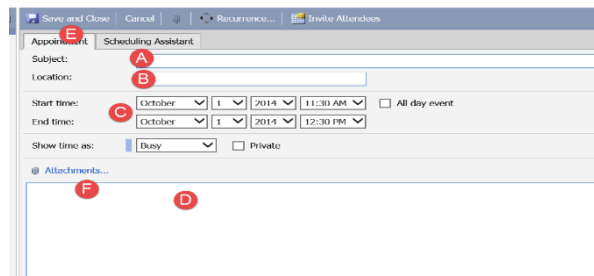 Save and Close Cancel Recurrence... Invite Attendees
E
Appointment Scheduling Assistant
Subject: A
Location: B
Start time: October 1 2014 11:30 AM All day event
C
End time: October 1 2014 12:30 PM
Show time as: Busy Private
Attachments...
F
D